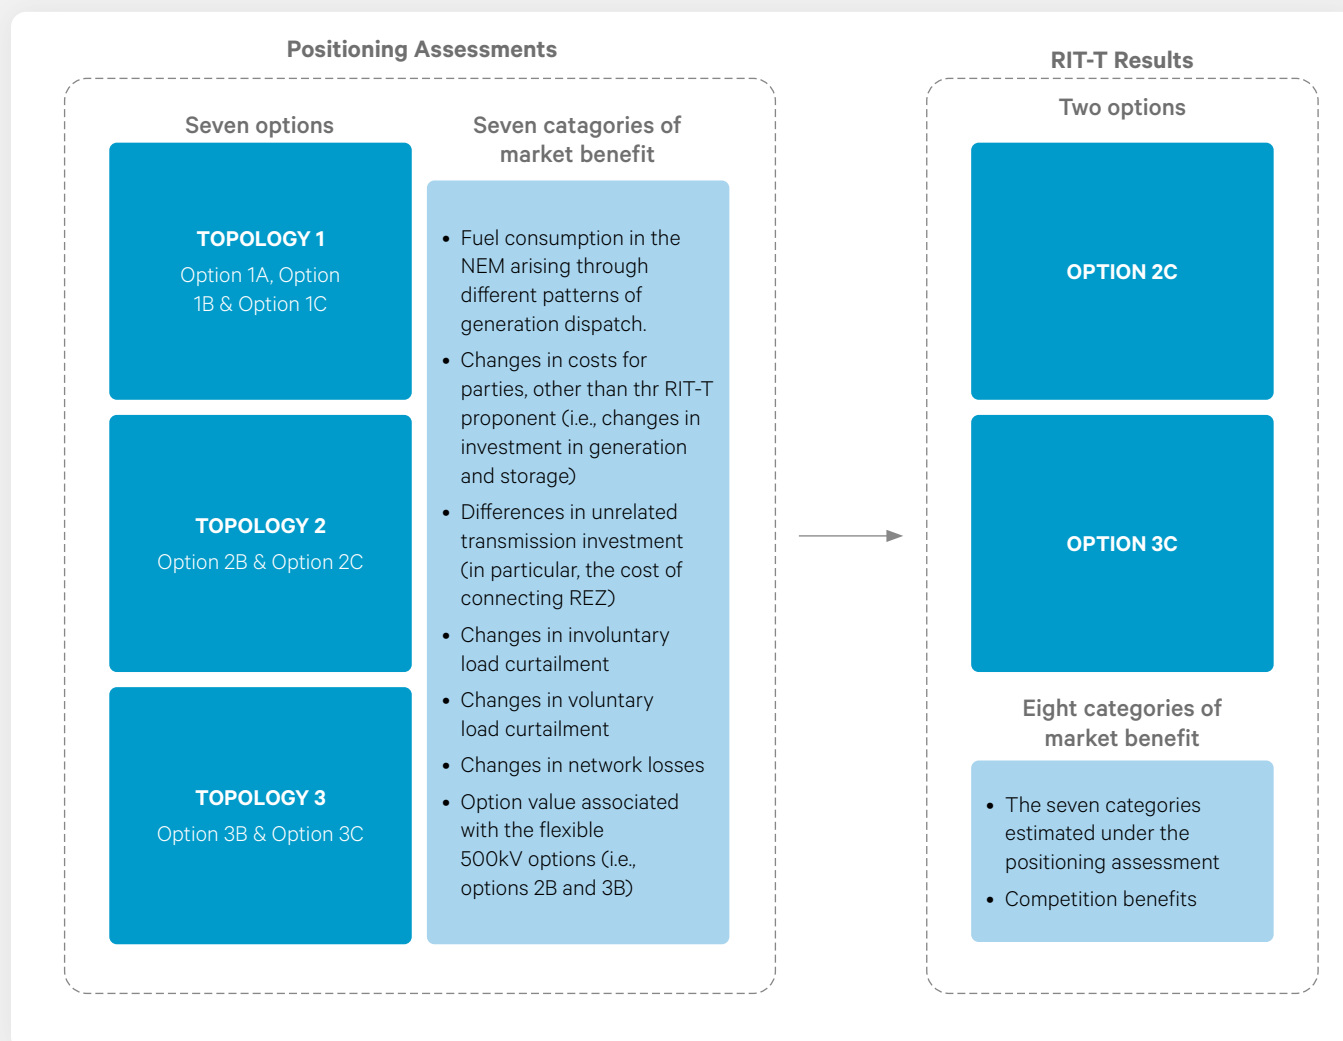 Positioning Assessments
Seven options
TOPOLOGY 1
Option 1A, Option
1B & Option 1C
TOPOLOGY 2
Option 2B & Option 2C
TOPOLOGY 3
Option 3B & Option 3C
Seven catagories of
market benefit
• Fuel consumption in the
NEM arising through
different patterns of
generation dispatch.
• Changes in costs for
parties, other than thr RIT-T
proponent (i.e., changes in
investment in generation
and storage)
• Differences in unrelated
transmission investment
(in particular, the cost of
connecting REZ)
• Changes in involuntary
load curtailment
• Changes in voluntary
load curtailment
• Changes in network losses
• Option value associated
with the flexible
500kV options (i.e.,
options 2B and 3B)
RIT-T Results
Two options
OPTION 2C
OPTION 3C
Eight categories of
market benefit
• The seven categories
estimated under the
positioning assessment
• Competition benefits